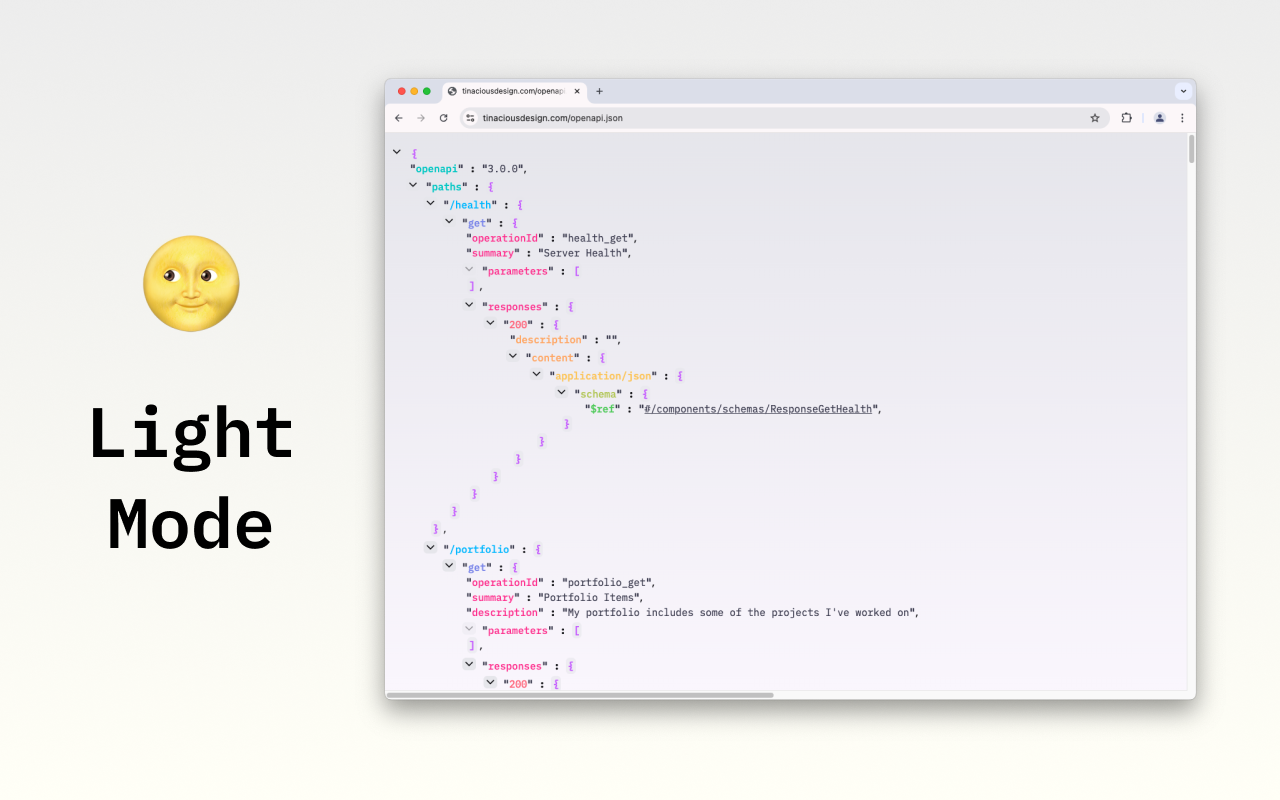 Light
Mode
tinaciousdesign.com/openapi
tinaciousdesign.com/openapi.json
{
"openapi" : "3.0.0",
"paths" : {
"/health" : {
"get" : {
"operationId" : "health_get",
"summary" : "Server Health",
"parameters" : [
],
"responses" : {
"200" : {
"description" : "",
"content" : {
"application/json" : {
"schema" : {
"$ref" : "#/components/schemas/ResponseGetHealth",
}
}
}
}
}
}
},
"/portfolio" : {
"get" : {
"operationId" : "portfolio_get",
"summary" : "Portfolio Items",
"description" : "My portfolio includes some of the projects I've worked on",
"parameters" : [
],
"responses" : {
"200" : {